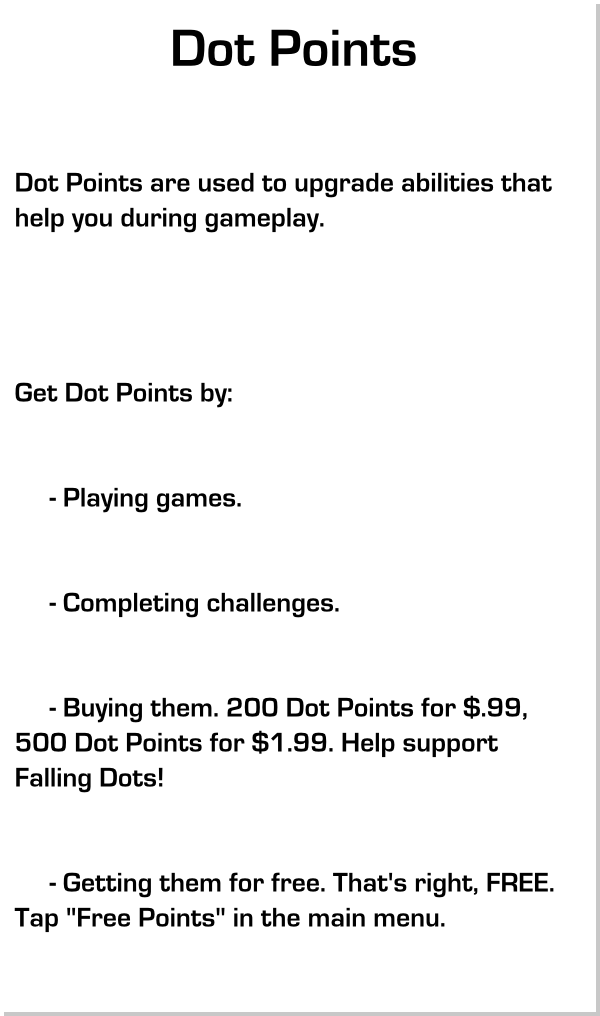 Dot Points
Dot Points are used to upgrade abilities that
help you during gameplay.
Get Dot Points by:
- Playing games.
- Completing challenges.
- Buying them. 200 Dot Points for $.99,
500 Dot Points for $1.99. Help support
Falling Dots!
- Getting them for free. That's right, FREE.
Tap "Free Points" in the main menu.